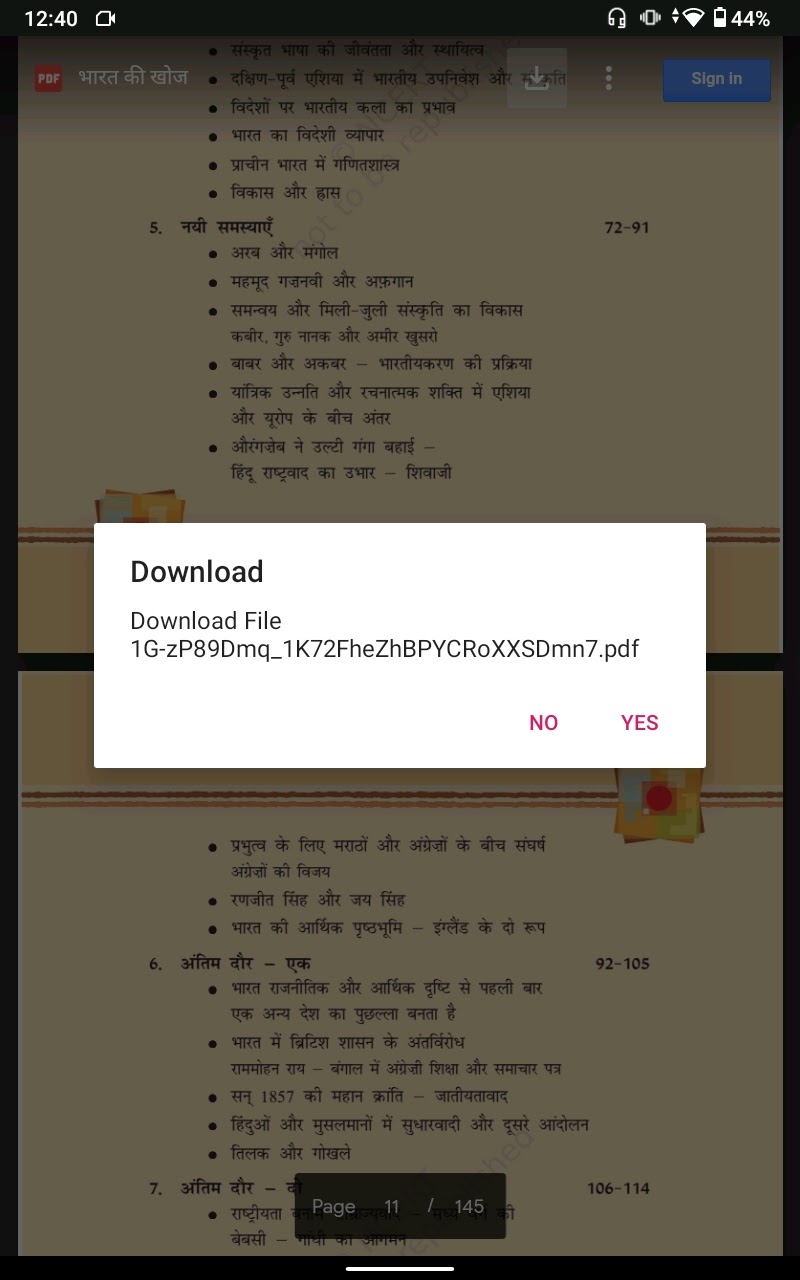 12:40
44%
PDF भारत की खोज
Sign in
संस्कृत भाषा की जीवंतता और स्थायित्व
दक्षिण-पूर्व एशिया में भारतीय उपनिवेश और
विदेशों पर भारतीय कला का प्रभाव
भारत का विदेशी व्यापार
प्राचीन भारत में गणितशास्त्र
विकास और ह्रास
5. नयी समस्याएँ 72-91
अरब और मंगोल
महमूद गज़नवी और अफ़गान
समन्वय और मिली-जुली संस्कृति का विकास
कबीर, गुरु नानक और अमीर खुसरो
बाबर और अकबर – भारतीयकरण की प्रक्रिया
यांत्रिक उन्नति और रचनात्मक शक्ति में एशिया
और यूरोप के बीच अंतर
औरंगज़ेब ने उल्टी गंगा बहाई –
हिंदू राष्ट्रवाद का उभार – शिवाजी
Download
Download File
1G-zP89Dmq_1K72FheZhBPYCRoXXSDmn7.pdf
NO YES
प्रभुत्व के लिए मराठों और अंग्रेज़ों के बीच संघर्ष
अंग्रेज़ों की विजय
रणजीत सिंह और जय सिंह
भारत की आर्थिक पृष्ठभूमि – इंग्लैंड के दो रूप
6. अंतिम दौर – एक 92-105
भारत राजनीतिक और आर्थिक दृष्टि से पहली बार
एक अन्य देश का पुछल्ला बनता है
भारत में ब्रिटिश शासन के अंतर्विरोध
राममोहन राय – बंगाल में अंग्रेज़ी शिक्षा और समाचार पत्र
सन् 1857 की महान क्रांति – जातीयतावाद
हिंदुओं और मुसलमानों में सुधारवादी और दूसरे आंदोलन
तिलक और गोखले
7. अंतिम दौर – दो 106-114
Page 11 / 145
राष्ट्रीयता बनाम साम्राज्यवाद – मध्य वर्ग की
बेबसी – गांधी का आगमन